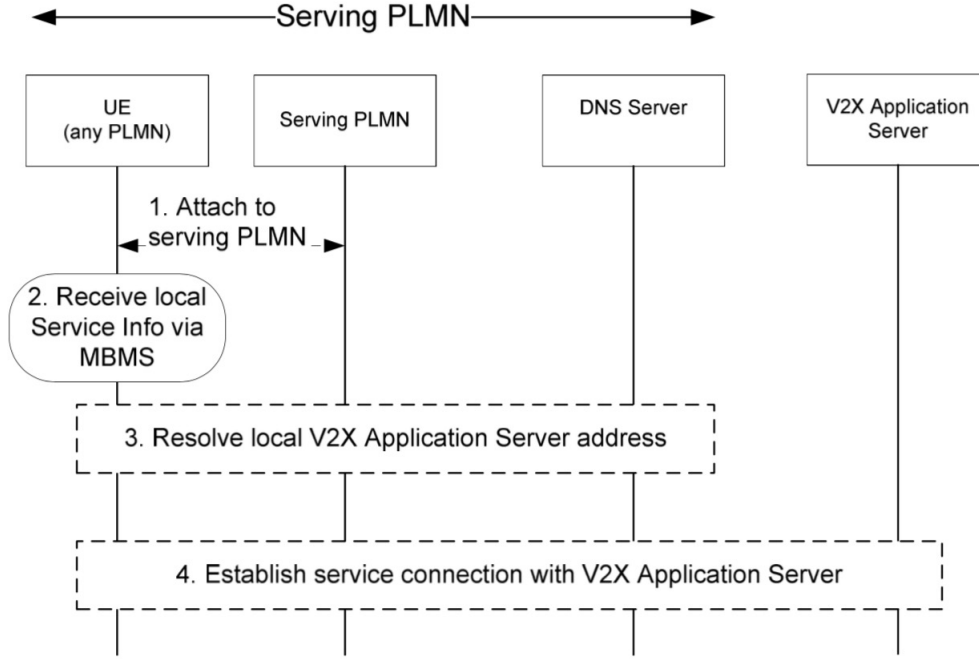 Serving PLMN
UE
(any PLMN)
Serving PLMN
DNS Server
V2X Application
Server
1. Attach to
serving PLMN
2. Receive local
Service Info via
MBMS
3. Resolve local V2X Application Server address
4. Establish service connection with V2X Application Server